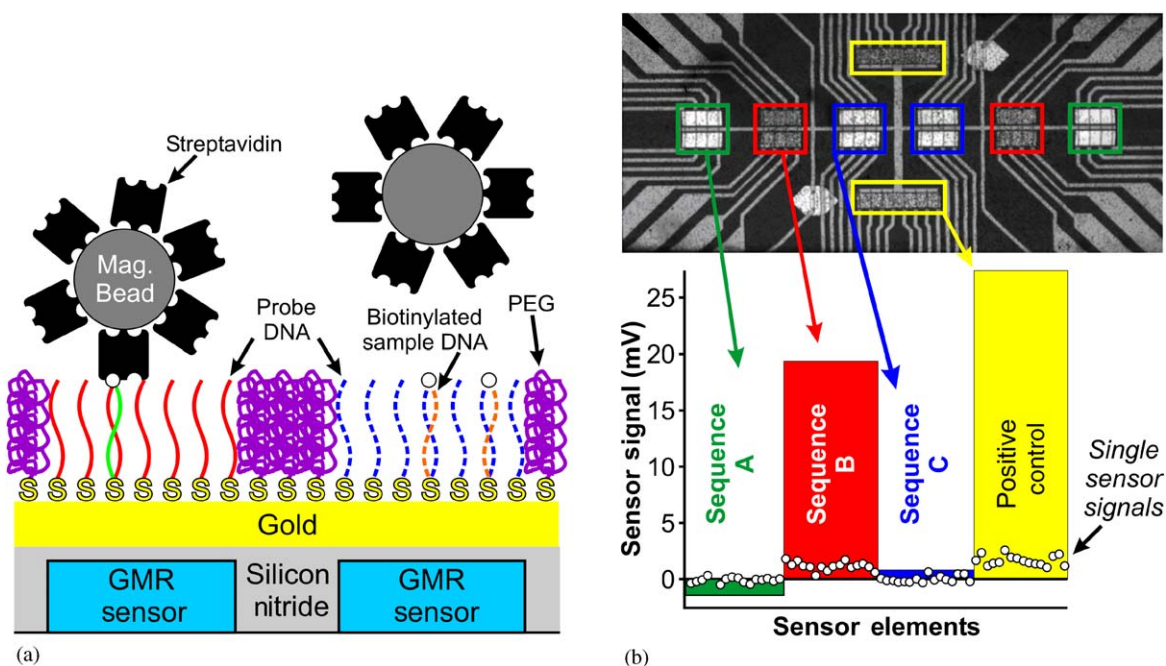 Streptavidin
Mag.
Bead
Probe
DNA
Biotinylated
sample DNA
PEG
S S S S S S S S S S S S S S S S S S S
Gold
GMR
sensor
Silicon
nitride
GMR
sensor
(a)
Sensor signal (mV)
25
20
15
10
5
0
Sequence
A
Sequence
B
Sequence
C
Positive
control
Single
sensor
signals
Sensor elements
(b)